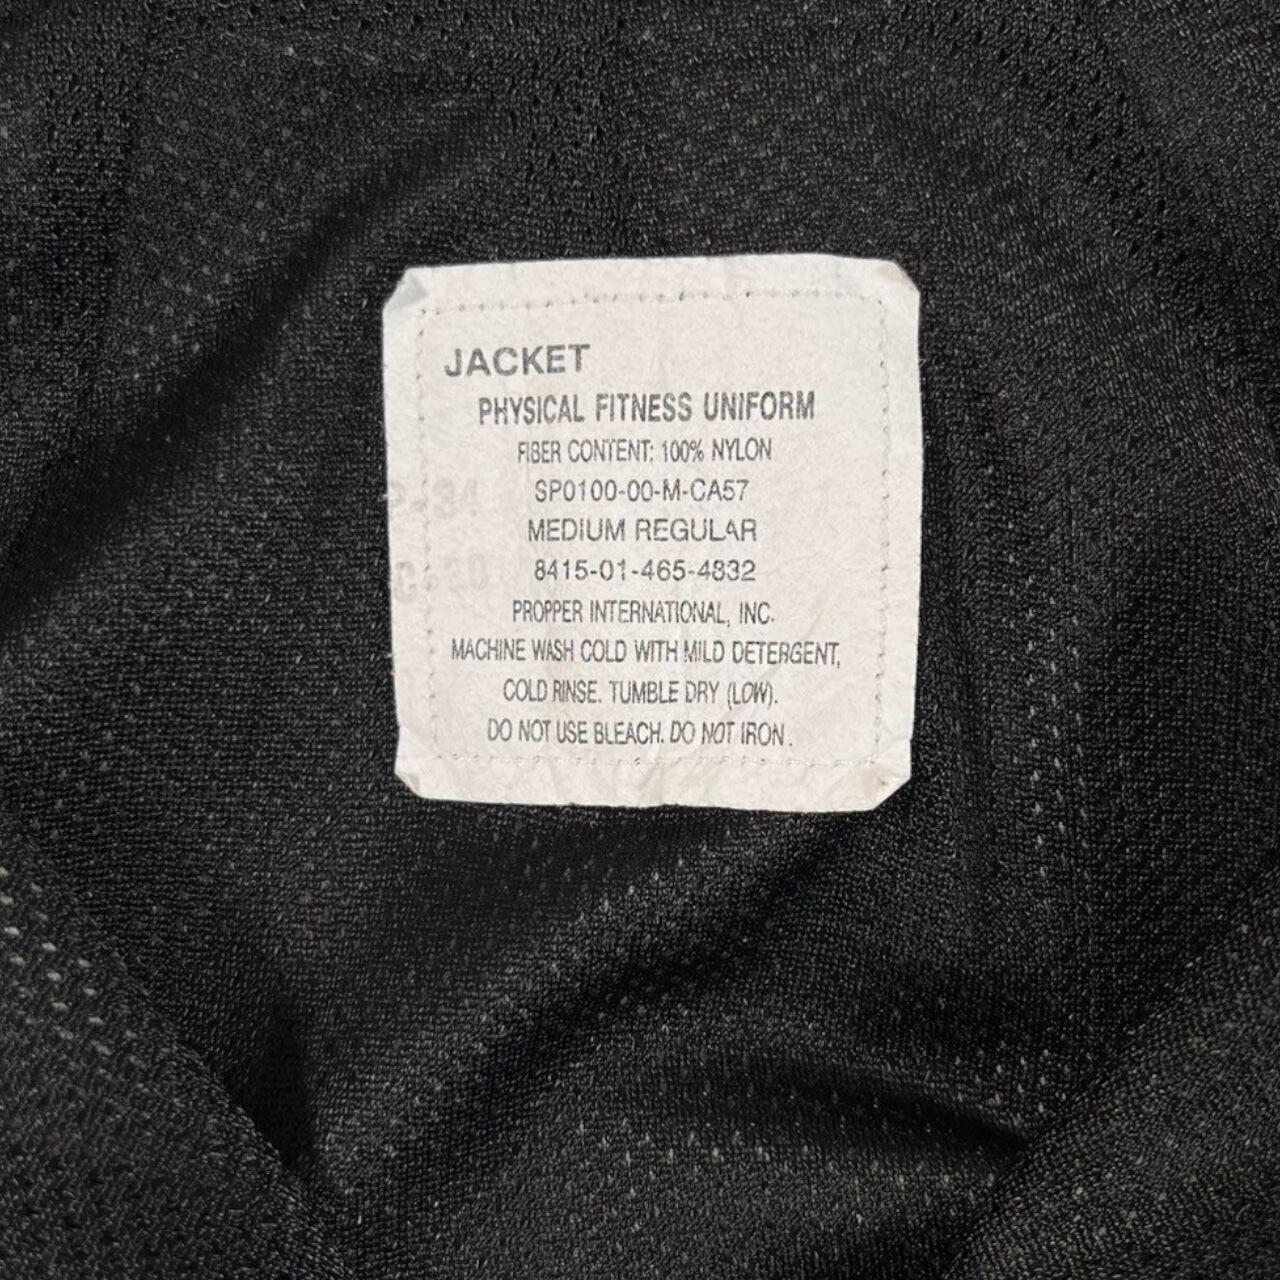 JACKET
PHYSICAL FITNESS UNIFORM
FIBER CONTENT: 100% NYLON
SP0100-00-M-CA57
MEDIUM REGULAR
8415-01-465-4832
PROPPER INTERNATIONAL, INC.
MACHINE WASH COLD WITH MILD DETERGENT,
COLD RINSE. TUMBLE DRY (LOW).
DO NOT USE BLEACH. DO NOT IRON.